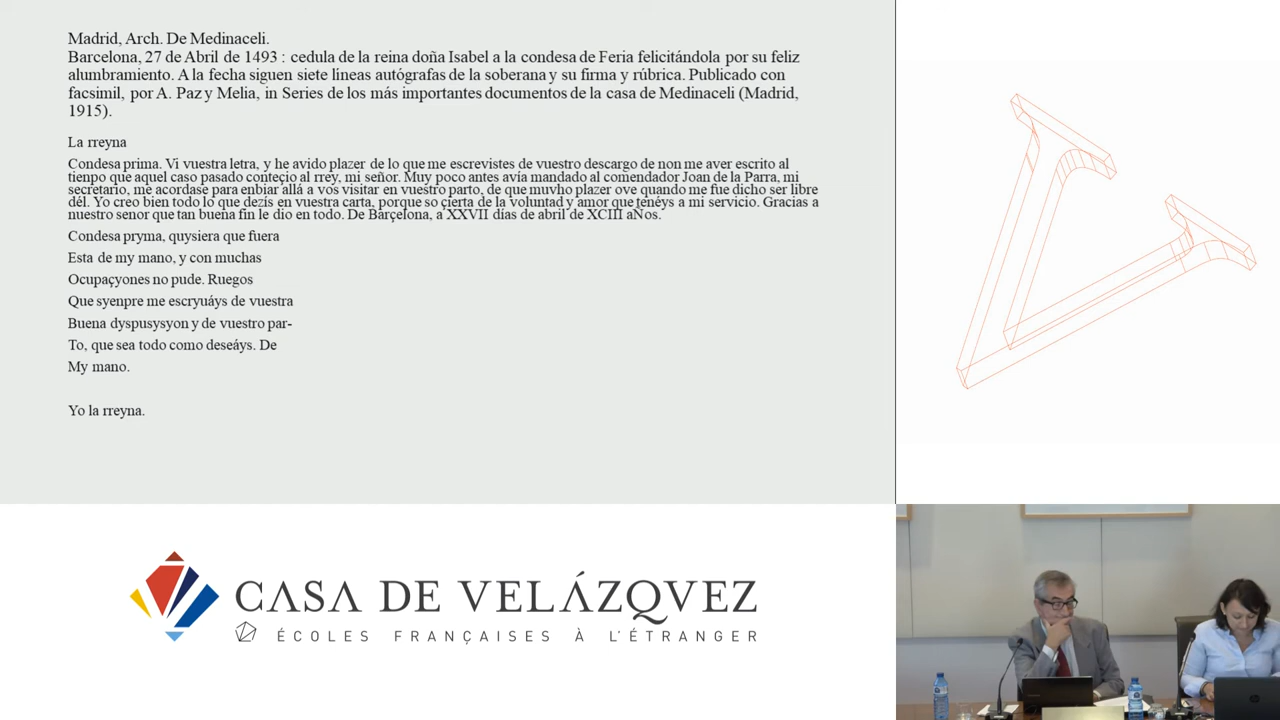 Madrid, Arch. De Medinaceli.
Barcelona, 27 de Abril de 1493 : cedula de la reina doña Isabel a la condesa de Feria felicitándola por su feliz
alumbramiento. A la fecha siguen siete líneas autógrafas de la soberana y su firma y rúbrica. Publicado con
facsimil, por A. Paz y Melia, in Series de los más importantes documentos de la casa de Medinaceli (Madrid,
1915).
La rreyna
Condesa prima. Vi vuestra letra, y he avido plazer de lo que me escrevistes de vuestro descargo de non me aver escrito al
tienpo que aquel caso pasado conteçio al rrey, mi señor. Muy poco antes avía mandado al comendador Joan de la Parra, mi
secretario, me acordase para enbiar allá a vos visitar en vuestro parto, de que muvho plazer ove quando me fue dicho ser libre
dél. Yo creo bien todo lo que dezís en vuestra carta, porque so çierta de la voluntad y amor que tenéys a mi servicio. Gracias a
nuestro senor que tan buena fin le dio en todo. De Barçelona, a XXVII días de abril de XCIII aÑos.
Condesa pryma, quysiera que fuera
Esta de my mano, y con muchas
Ocupaçyones no pude. Ruegos
Que syenpre me escryuáys de vuestra
Buena dyspusysyon y de vuestro par-
To, que sea todo como deseáys. De
My mano.
Yo la rreyna.
CASA DE VELÁZQVEZ
ÉCOLES FRANÇAISES À L'ÉTRANGER